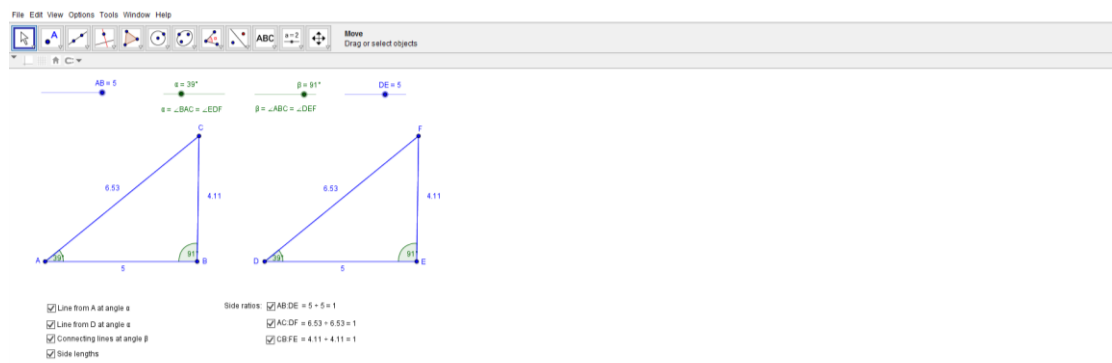 File Edit View Options Tools Window Help
A
ABC
a=2
Move
Drag or select objects
AB = 5
α = 39°
β = 91°
DE = 5
α = ∠BAC = ∠EDF
β = ∠ABC = ∠DEF
C
F
6.53
4.11
6.53
4.11
A
39°
91°
B
D
39°
91°
E
5
5
Line from A at angle α
Line from D at angle α
Connecting lines at angle β
Side lengths
Side ratios:
AB:DE = 5 ÷ 5 = 1
AC:DF = 6.53 ÷ 6.53 = 1
CB:FE = 4.11 ÷ 4.11 = 1